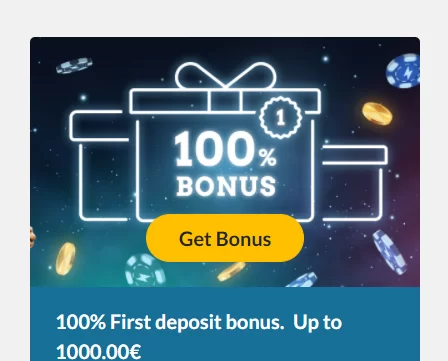 1
100%
BONUS
Get Bonus
100% First deposit bonus.  Up to
1000.00€